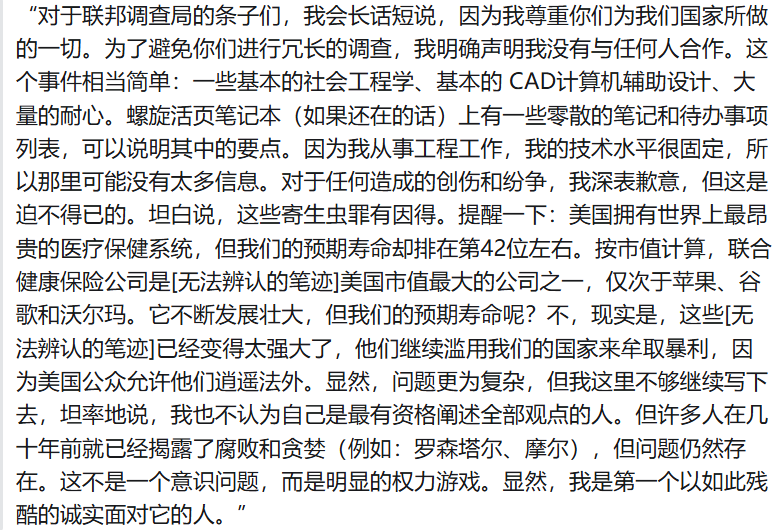 “对于联邦调查局的条子们，我会长话短说，因为我尊重你们为我们国家所做
的一切。为了避免你们进行冗长的调查，我明确声明我没有与任何人合作。这
个事件相当简单：一些基本的社会工程学、基本的 CAD计算机辅助设计、大
量的耐心。螺旋活页笔记本（如果还在的话）上有一些零散的笔记和待办事项
列表，可以说明其中的要点。因为我从事工程工作，我的技术水平很固定，所
以那里可能没有太多信息。对于任何造成的创伤和纷争，我深表歉意，但这是
迫不得已的。坦白说，这些寄生虫罪有因得。提醒一下：美国拥有世界上最昂
贵的医疗保健系统，但我们的预期寿命却排在第42位左右。按市值计算，联合
健康保险公司是[无法辨认的笔迹]美国市值最大的公司之一，仅次于苹果、谷
歌和沃尔玛。它不断发展壮大，但我们的预期寿命呢？不，现实是，这些[无
法辨认的笔迹]已经变得太强大了，他们继续滥用我们的国家来牟取暴利，因
为美国公众允许他们逍遥法外。显然，问题更为复杂，但我这里不够继续写下
去，坦率地说，我也不认为自己是最有资格阐述全部观点的人。但许多人在几
十年前就已经揭露了腐败和贪婪（例如：罗森塔尔、摩尔），但问题仍然存
在。这不是一个意识问题，而是明显的权力游戏。显然，我是第一个以如此残
酷的诚实面对它的人。”